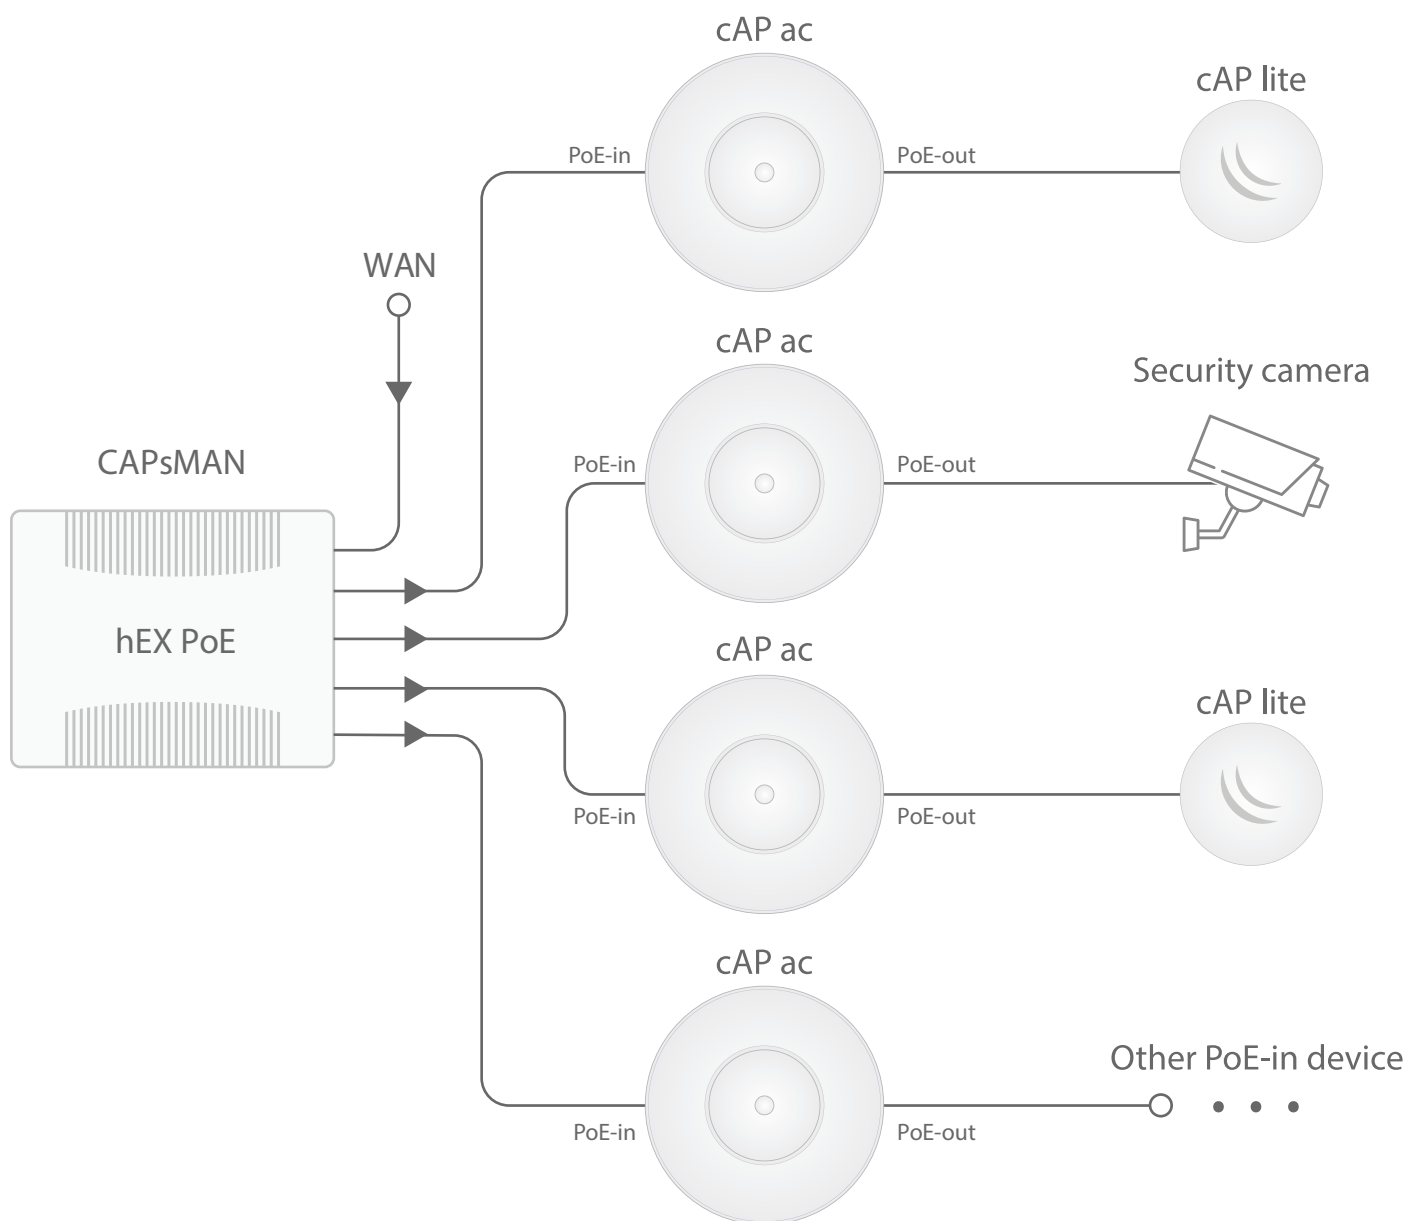 cAP ac
cAP lite
PoE-in
PoE-out
WAN
cAP ac
Security camera
CAPsMAN
PoE-in
PoE-out
hEX PoE
cAP ac
cAP lite
PoE-in
PoE-out
cAP ac
Other PoE-in device
PoE-in
PoE-out